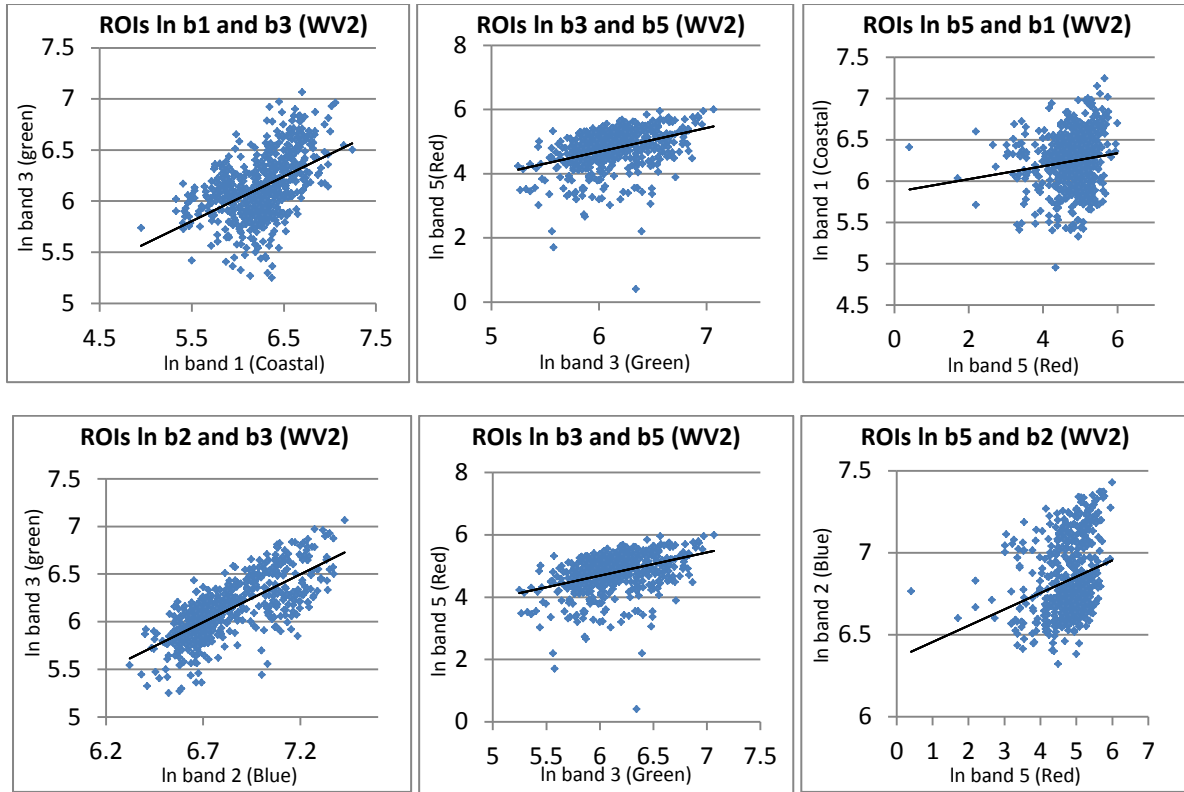 ROIs ln b1 and b3 (WV2)
ln band 3 (green)
7.5
7
6.5
6
5.5
5
4.5 5.5 6.5 7.5
ln band 1 (Coastal)
ROIs ln b3 and b5 (WV2)
ln band 5(Red)
8
6
4
2
0
5 6 7
ln band 3 (Green)
ROIs ln b5 and b1 (WV2)
ln band 1 (Coastal)
7.5
7
6.5
6
5.5
5
4.5
0 2 4 6
ln band 5 (Red)
ROIs ln b2 and b3 (WV2)
ln band 3 (green)
7.5
7
6.5
6
5.5
5
6.2 6.7 7.2
ln band 2 (Blue)
ROIs ln b3 and b5 (WV2)
ln band 5 (Red)
8
6
4
2
0
5 5.5 6 6.5 7 7.5
ln band 3 (Green)
ROIs ln b5 and b2 (WV2)
ln band 2 (Blue)
7.5
7
6.5
6
0 1 2 3 4 5 6 7
ln band 5 (Red)